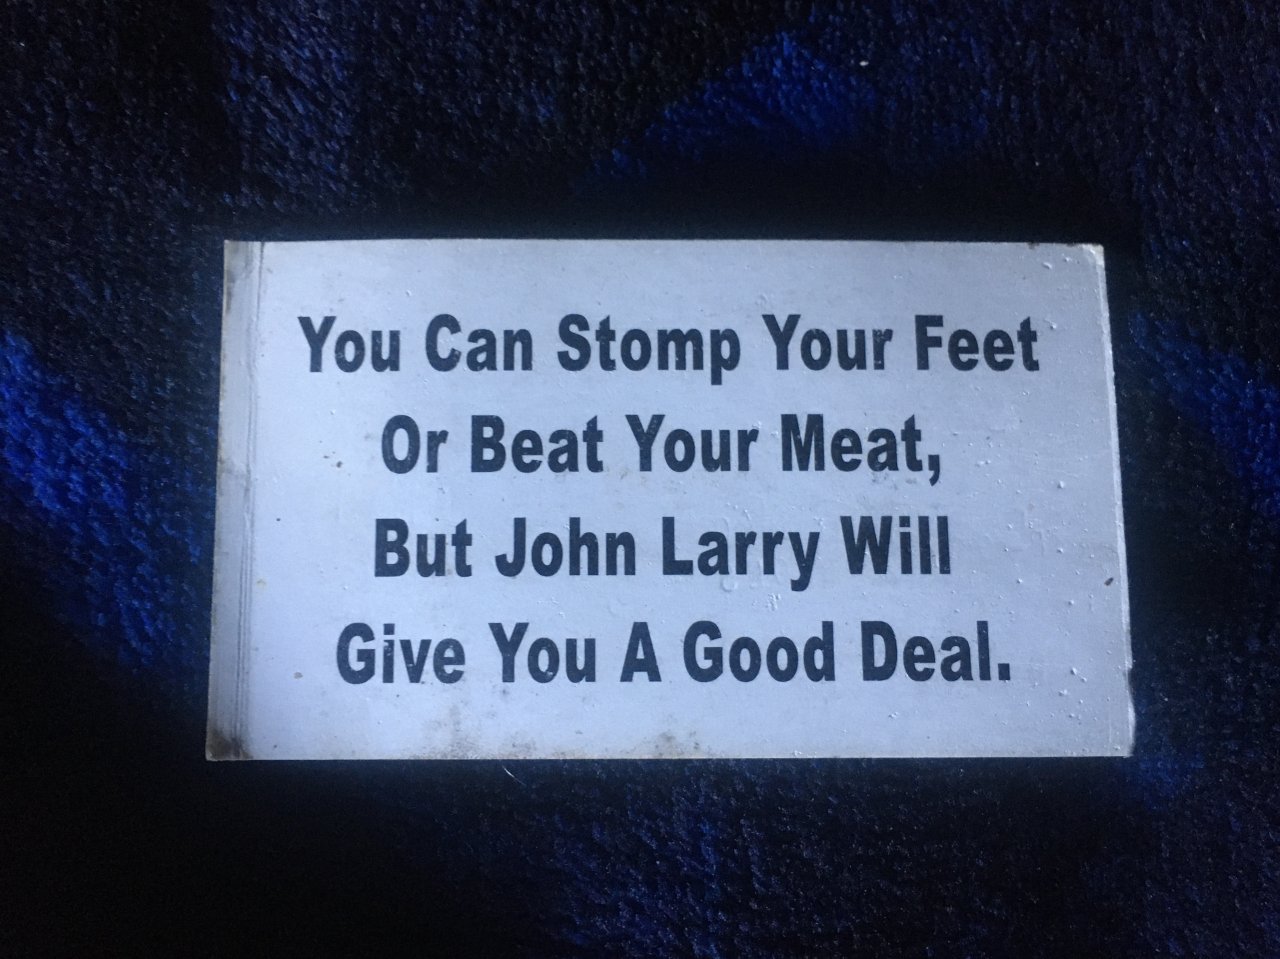 You Can Stomp Your Feet
Or Beat Your Meat,
But John Larry Will
Give You A Good Deal.